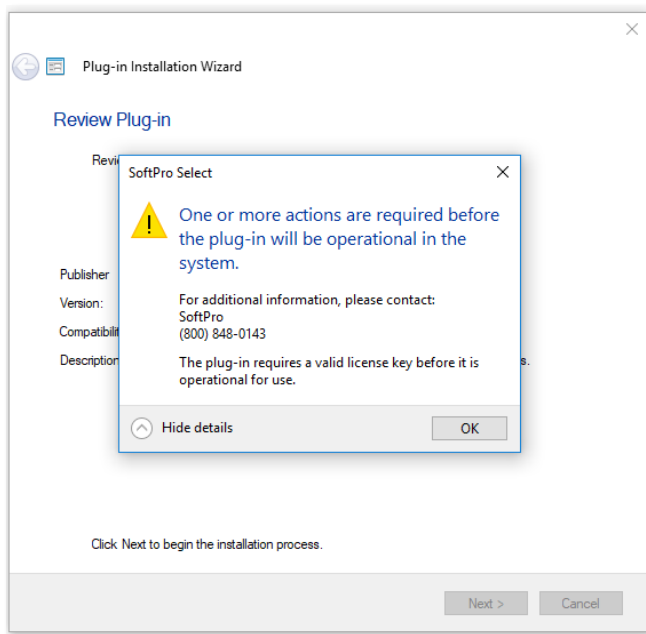 Plug-in Installation Wizard
Review Plug-in
SoftPro Select
One or more actions are required before
the plug-in will be operational in the
system.
Publisher
Version:
For additional information, please contact:
SoftPro
(800) 848-0143
The plug-in requires a valid license key before it is
operational for use.
Hide details
OK
Click Next to begin the installation process.
Next >
Cancel